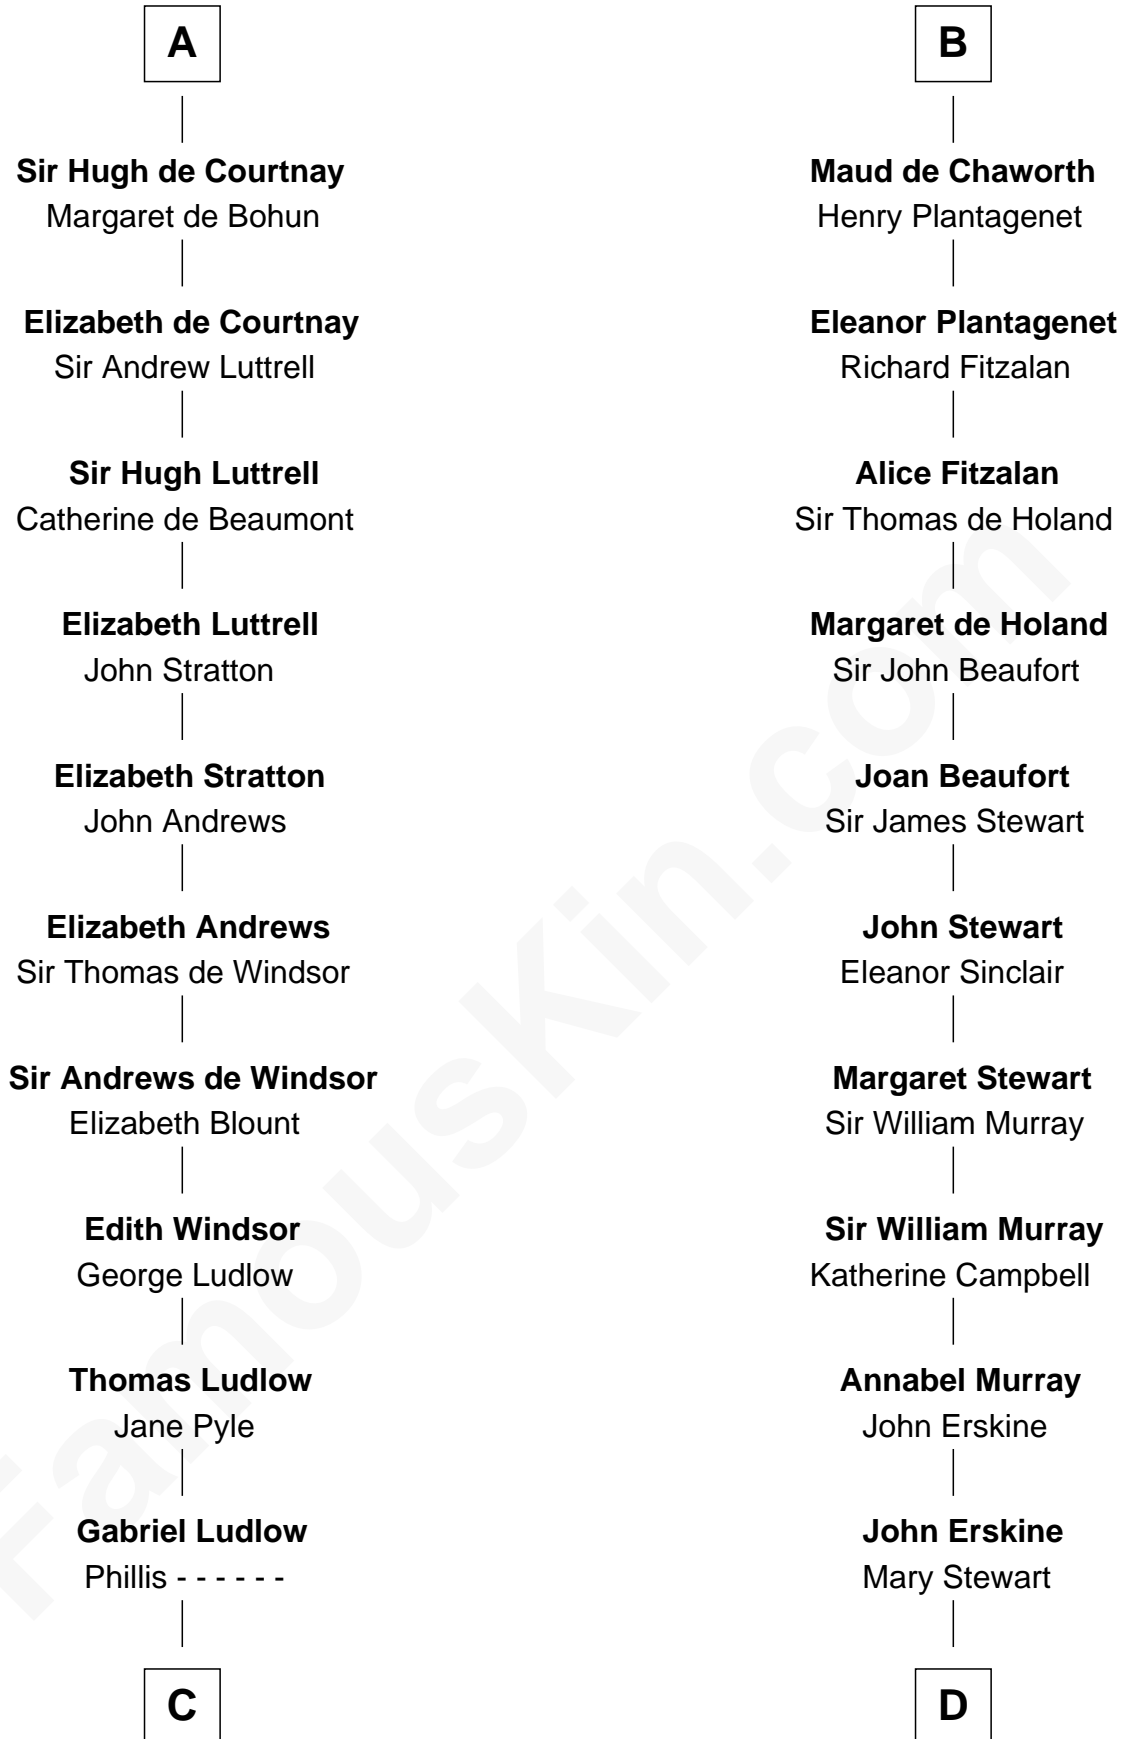 A
Sir Hugh de Courtnay
Margaret de Bohun
Elizabeth de Courtnay
Sir Andrew Luttrell
Sir Hugh Luttrell
Catherine de Beaumont
Elizabeth Luttrell
John Stratton
Elizabeth Stratton
John Andrews
Elizabeth Andrews
Sir Thomas de Windsor
Sir Andrews de Windsor
Elizabeth Blount
Edith Windsor
George Ludlow
Thomas Ludlow
Jane Pyle
Gabriel Ludlow
Phillis - - - - - -
C
B
Maud de Chaworth
Henry Plantagenet
Eleanor Plantagenet
Richard Fitzalan
Alice Fitzalan
Sir Thomas de Holand
Margaret de Holand
Sir John Beaufort
Joan Beaufort
Sir James Stewart
John Stewart
Eleanor Sinclair
Margaret Stewart
Sir William Murray
Sir William Murray
Katherine Campbell
Annabel Murray
John Erskine
John Erskine
Mary Stewart
D
FamousKin.com